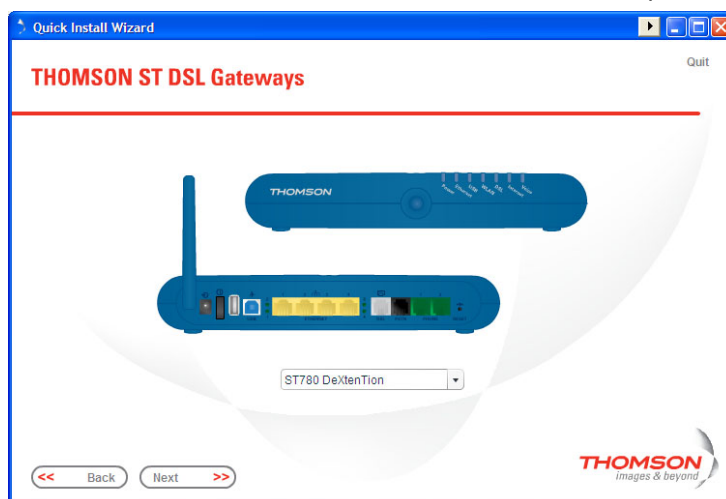 Quick Install Wizard
Quit
THOMSON ST DSL Gateways
THOMSON
Power Ethernet USB WLAN DSL Internet Voice
ETHERNET
ST780 DeXtenTion
<< Back
Next >>
THOMSON
images & beyond